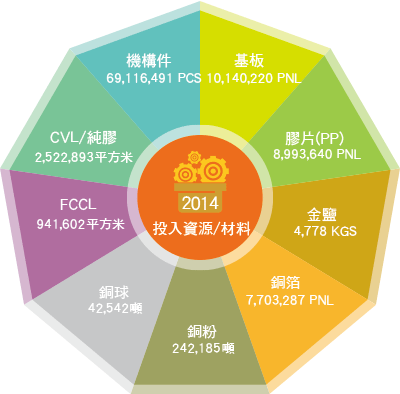 機構件
69,116,491 PCS
基板
10,140,220 PNL
膠片(PP)
8,993,640 PNL
金鹽
4,778 KGS
銅箔
7,703,287 PNL
銅粉
242,185噸
銅球
42,542噸
FCCL
941,602平方米
CVL/純膠
2,522,893平方米
2014
投入資源/材料